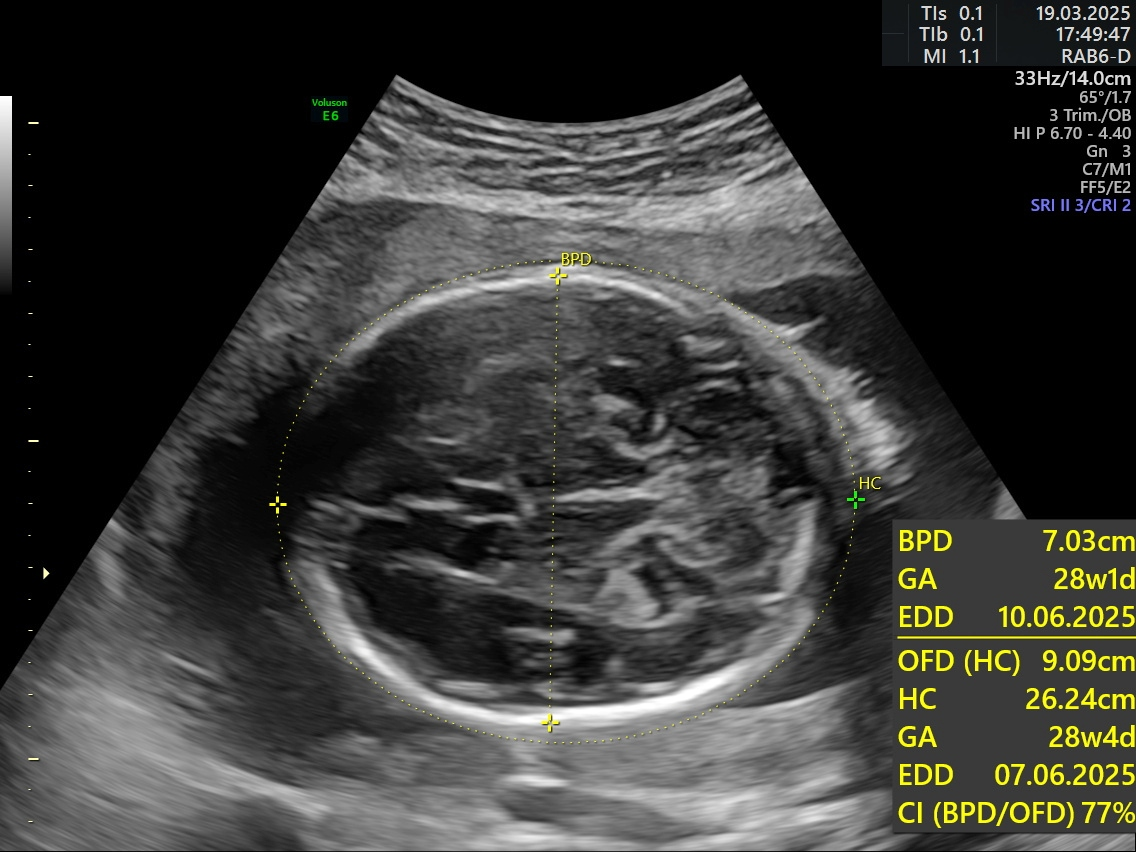 TIs 0.1 19.03.2025
TIb 0.1 17:49:47
MI 1.1 RAB6-D
33Hz/14.0cm
65°/1.7
3 Trim./OB
HI P 6.70 - 4.40
Gn 3
C7/M1
FF5/E2
SRI II 3/CRI 2
Voluson
E6
BPD
HC
BPD 7.03cm
GA 28w1d
EDD 10.06.2025
OFD (HC) 9.09cm
HC 26.24cm
GA 28w4d
EDD 07.06.2025
CI (BPD/OFD) 77%